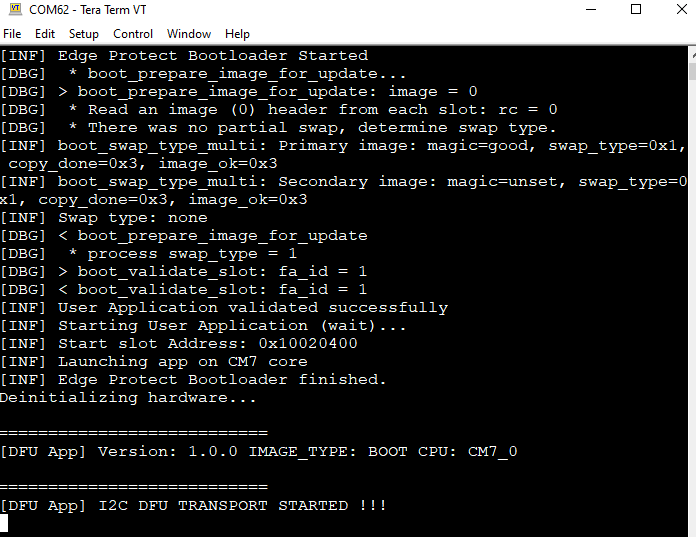 COM62 - Tera Term VT
File Edit Setup Control Window Help
[INF] Edge Protect Bootloader Started
[DBG]  * boot_prepare_image_for_update...
[DBG] > boot_prepare_image_for_update: image = 0
[DBG]  * Read an image (0) header from each slot: rc = 0
[DBG]  * There was no partial swap, determine swap type.
[INF] boot_swap_type_multi: Primary image: magic=good, swap_type=0x1,
 copy_done=0x3, image_ok=0x3
[INF] boot_swap_type_multi: Secondary image: magic=unset, swap_type=0
x1, copy_done=0x3, image_ok=0x3
[INF] Swap type: none
[DBG] < boot_prepare_image_for_update
[DBG]  * process swap_type = 1
[DBG] > boot_validate_slot: fa_id = 1
[DBG] < boot_validate_slot: fa_id = 1
[INF] User Application validated successfully
[INF] Starting User Application (wait)...
[INF] Start slot Address: 0x10020400
[INF] Launching app on CM7 core
[INF] Edge Protect Bootloader finished.
Deinitializing hardware...
===========================
[DFU App] Version: 1.0.0 IMAGE_TYPE: BOOT CPU: CM7_0
===========================
[DFU App] I2C DFU TRANSPORT STARTED !!!